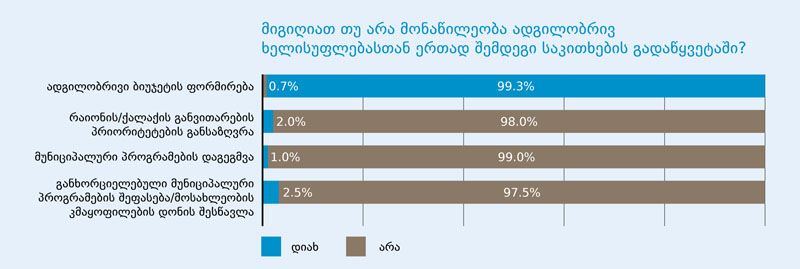 მიგიღიათ თუ არა მონაწილეობა ადგილობრივ
ხელისუფლებასთან ერთად შემდეგი საკითხების გადაწყვეტაში?
ადგილობრივი ბიუჯეტის ფორმირება
0.7% 99.3%
რაიონის/ქალაქის განვითარების
პრიორიტეტების განსაზღვრა
2.0% 98.0%
მუნიციპალური პროგრამების დაგეგმვა
1.0% 99.0%
განხორციელებული მუნიციპალური
პროგრამების შეფასება/მოსახლეობის
კმაყოფილების დონის შესწავლა
2.5% 97.5%
დიახ არა